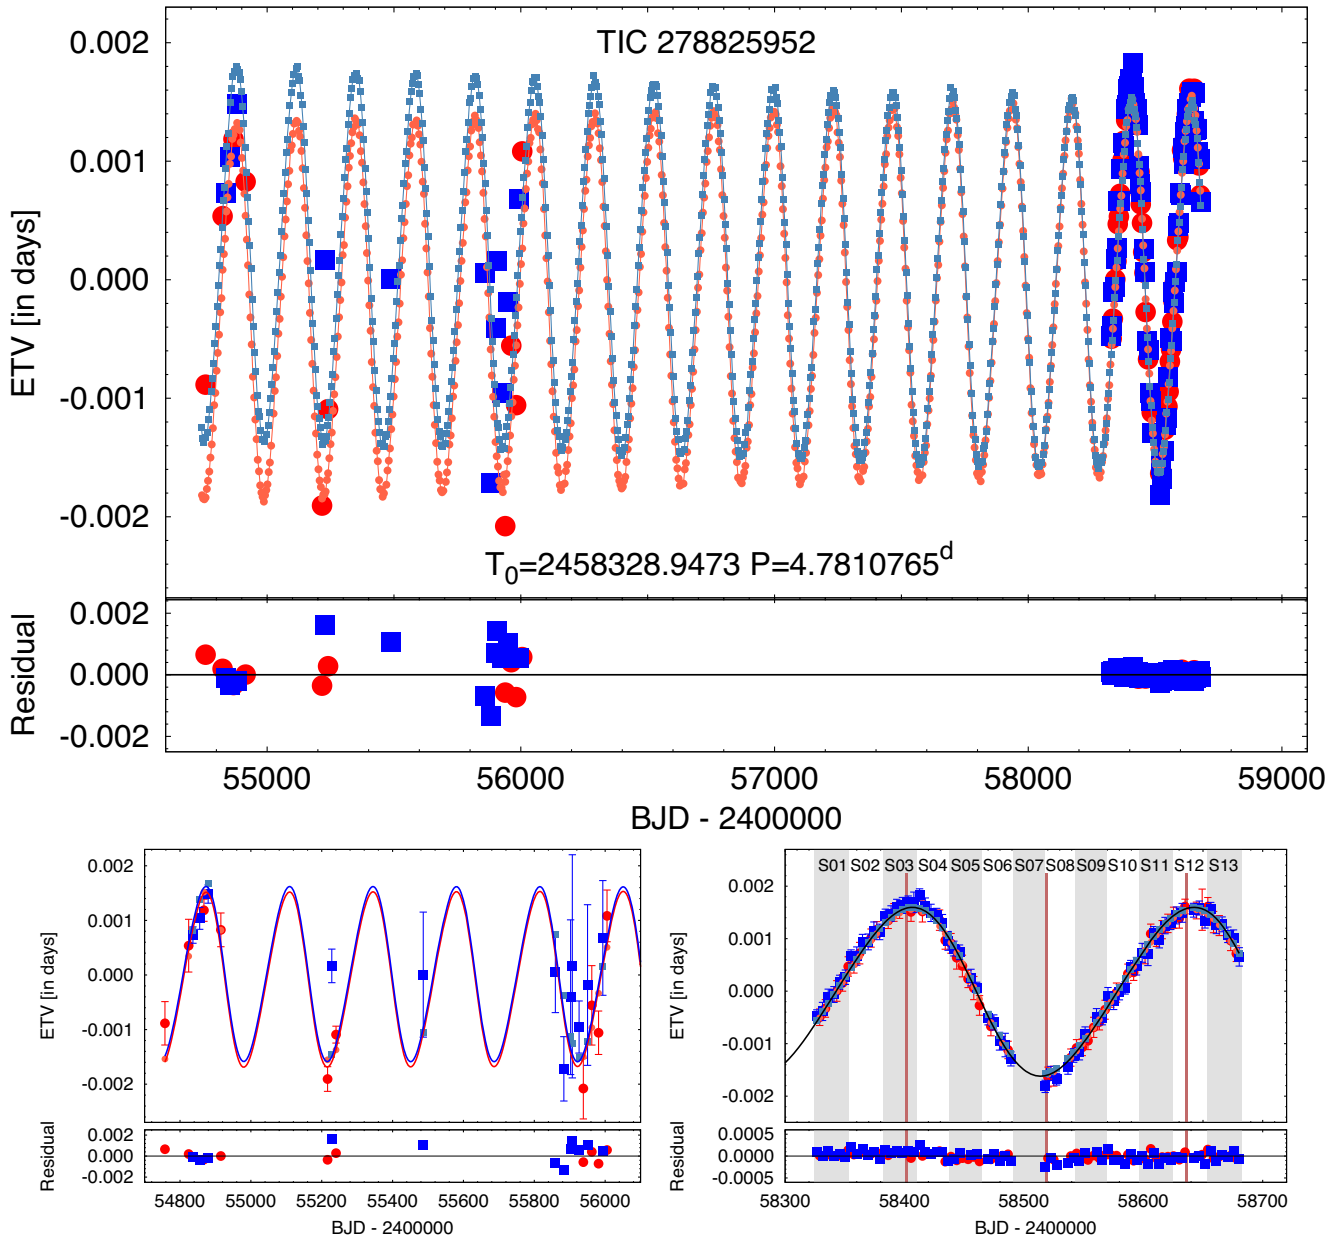 TIC 278825952
ETV [in days]
0.002
0.001
0.000
-0.001
-0.002
T0=2458328.9473 P=4.7810765d
Residual
0.002
0.000
-0.002
55000 56000 57000 58000 59000
BJD - 2400000
ETV [in days]
0.002
0.001
0.000
-0.001
-0.002
Residual
0.002
0.000
-0.002
54800 55000 55200 55400 55600 55800 56000
BJD - 2400000
S01 S02 S03 S04 S05 S06 S07 S08 S09 S10 S11 S12 S13
ETV [in days]
0.002
0.001
0.000
-0.001
-0.002
Residual
0.0005
0.0000
-0.0005
58300 58400 58500 58600 58700
BJD - 2400000